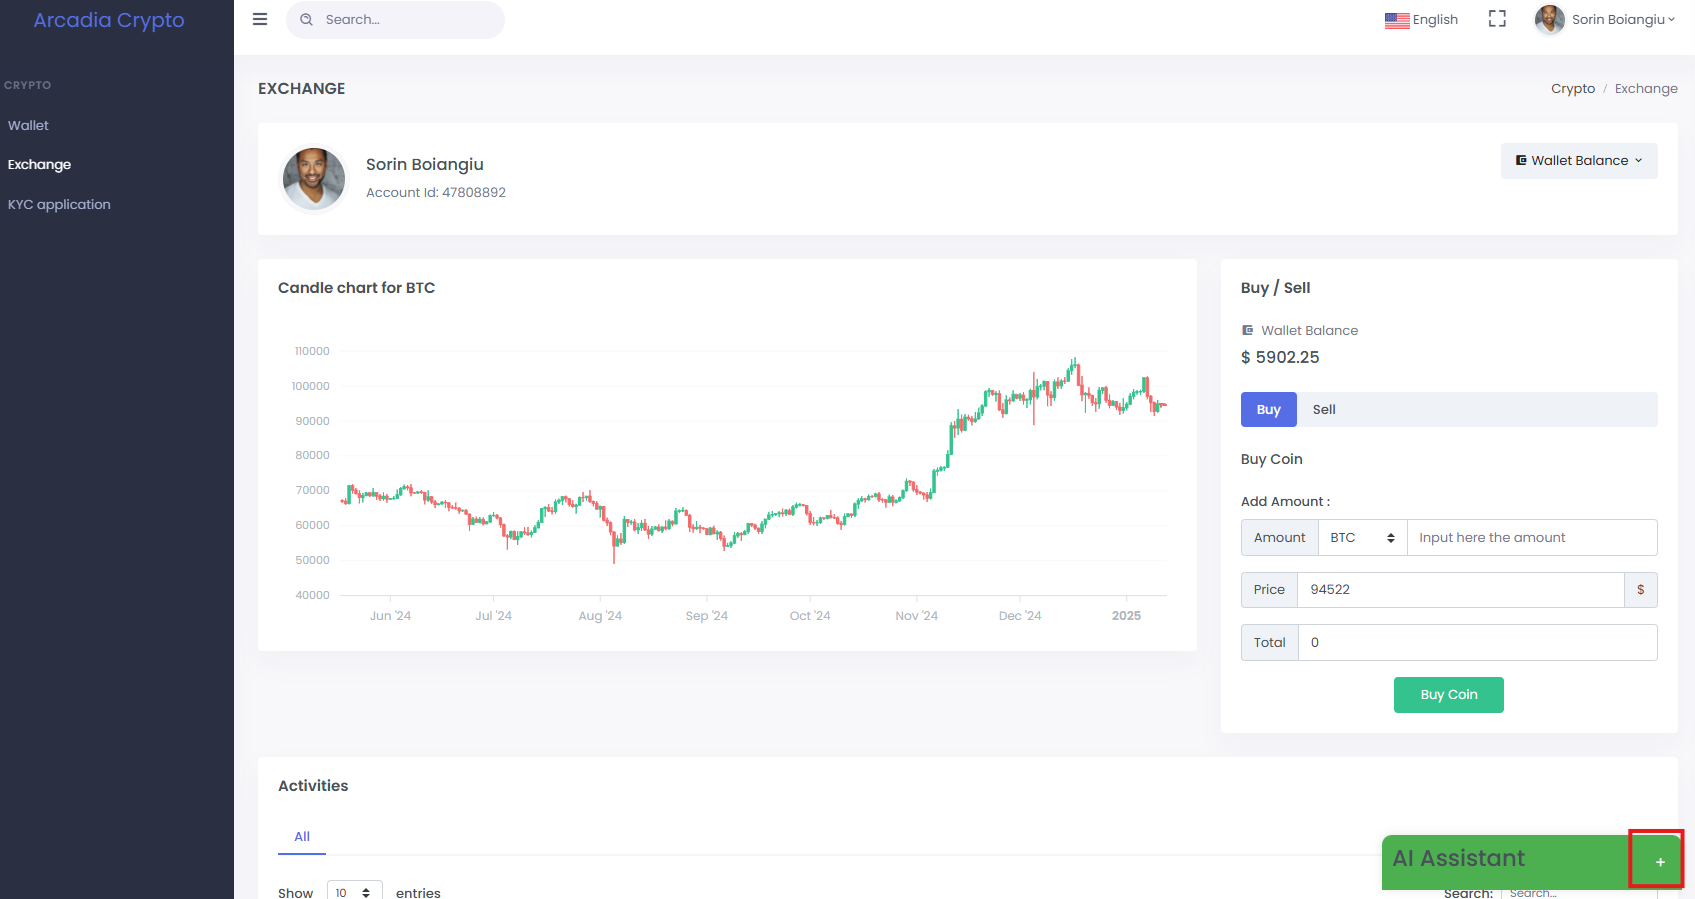 Arcadia Crypto
Search...
English
Sorin Boiangiu
CRYPTO
Wallet
Exchange
KYC application
EXCHANGE
Crypto / Exchange
Sorin Boiangiu
Account Id: 47808892
Wallet Balance
Candle chart for BTC
110000
100000
90000
80000
70000
60000
50000
40000
Jun '24 Jul '24 Aug '24 Sep '24 Oct '24 Nov '24 Dec '24 2025
Buy / Sell
Wallet Balance
$ 5902.25
Buy Sell
Buy Coin
Add Amount :
Amount BTC Input here the amount
Price 94522 $
Total 0
Buy Coin
Activities
All
AI Assistant +
Show 10 entries
Search: Search...